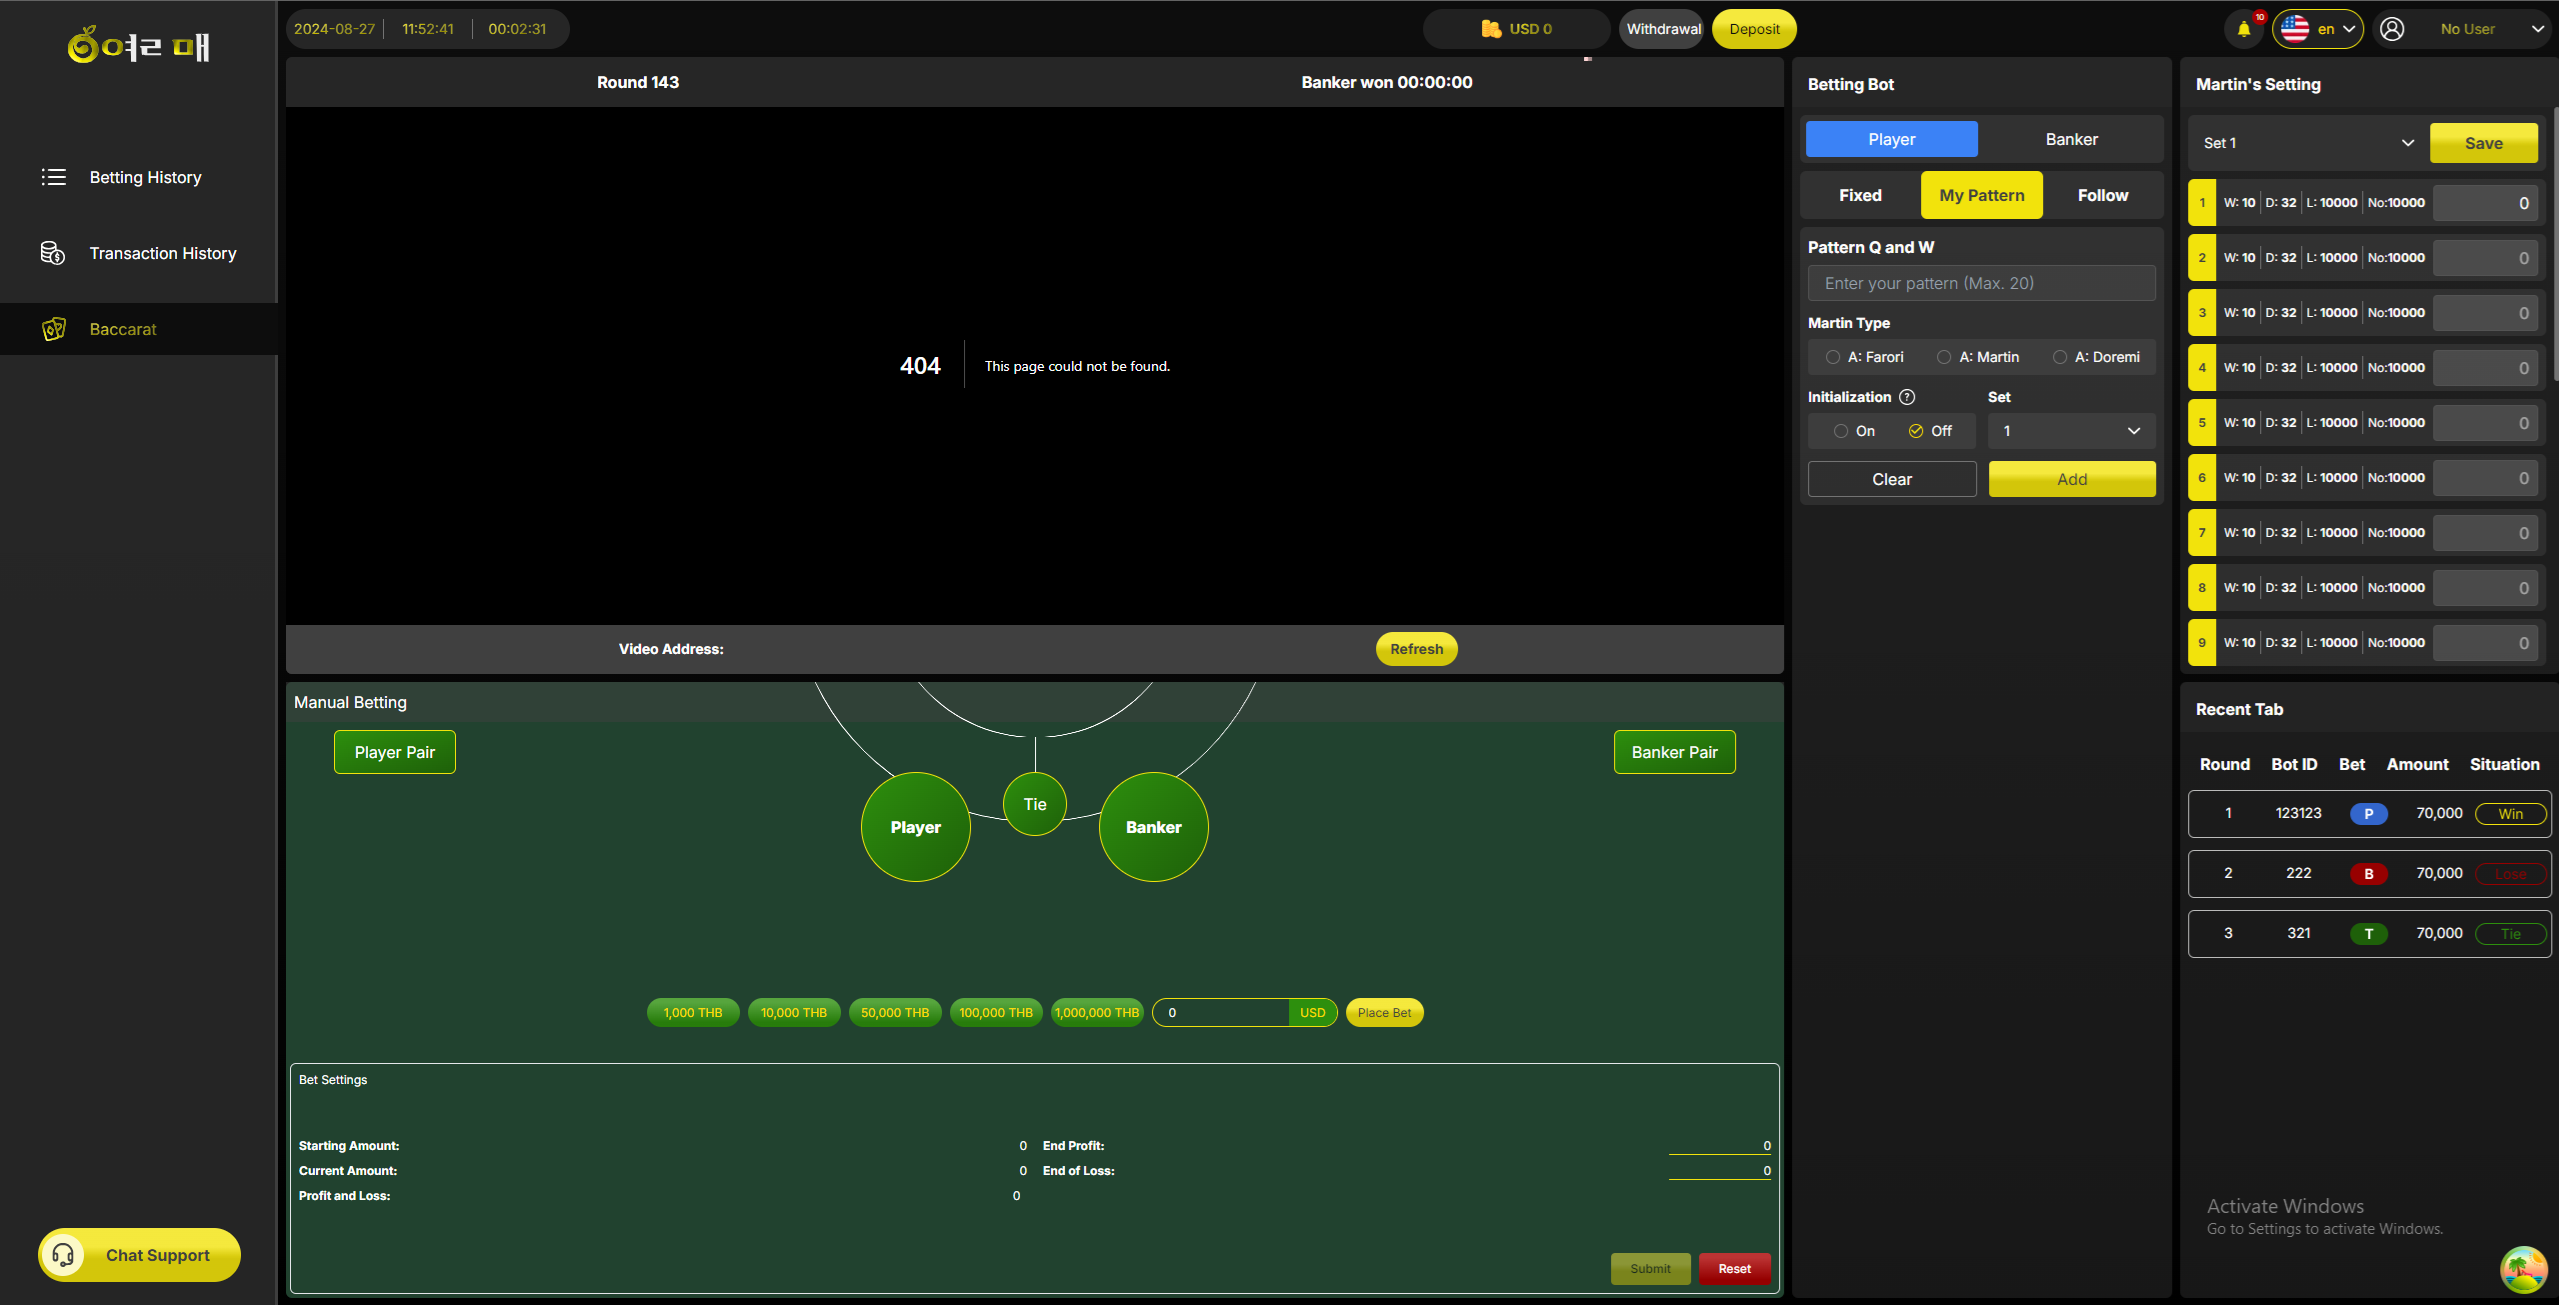 여르매
2024-08-27 11:52:41 00:02:31
USD 0
Withdrawal
Deposit
10
en
No User
Betting History
Transaction History
Baccarat
Chat Support
Round 143
Banker won 00:00:00
404
This page could not be found.
Video Address:
Refresh
Manual Betting
Player Pair
Banker Pair
Player
Tie
Banker
1,000 THB
10,000 THB
50,000 THB
100,000 THB
1,000,000 THB
0
USD
Place Bet
Bet Settings
Starting Amount: 0 End Profit: 0
Current Amount: 0 End of Loss: 0
Profit and Loss: 0
Submit
Reset
Betting Bot
Player
Banker
Fixed
My Pattern
Follow
Pattern Q and W
Enter your pattern (Max. 20)
Martin Type
A: Farori
A: Martin
A: Doremi
Initialization ?
Set
On
Off
1
Clear
Add
Martin's Setting
Set 1
Save
1 W: 10 D: 32 L: 10000 No:10000 0
2 W: 10 D: 32 L: 10000 No:10000 0
3 W: 10 D: 32 L: 10000 No:10000 0
4 W: 10 D: 32 L: 10000 No:10000 0
5 W: 10 D: 32 L: 10000 No:10000 0
6 W: 10 D: 32 L: 10000 No:10000 0
7 W: 10 D: 32 L: 10000 No:10000 0
8 W: 10 D: 32 L: 10000 No:10000 0
9 W: 10 D: 32 L: 10000 No:10000 0
Recent Tab
Round Bot ID Bet Amount Situation
1 123123 P 70,000 Win
2 222 B 70,000 Lose
3 321 T 70,000 Tie
Activate Windows
Go to Settings to activate Windows.